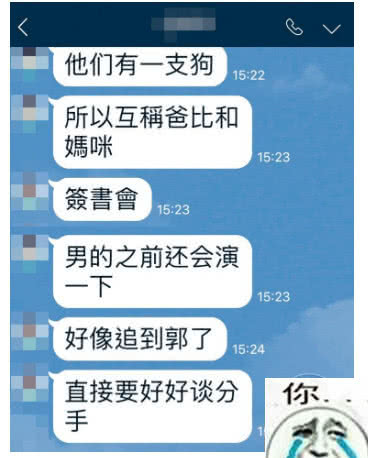 他们有一支狗
15:22
所以互稱爸比和
媽咪
15:23
簽書會
15:23
男的之前还会演
一下
15:23
好像追到郭了
15:24
直接要好好谈分
手
你...